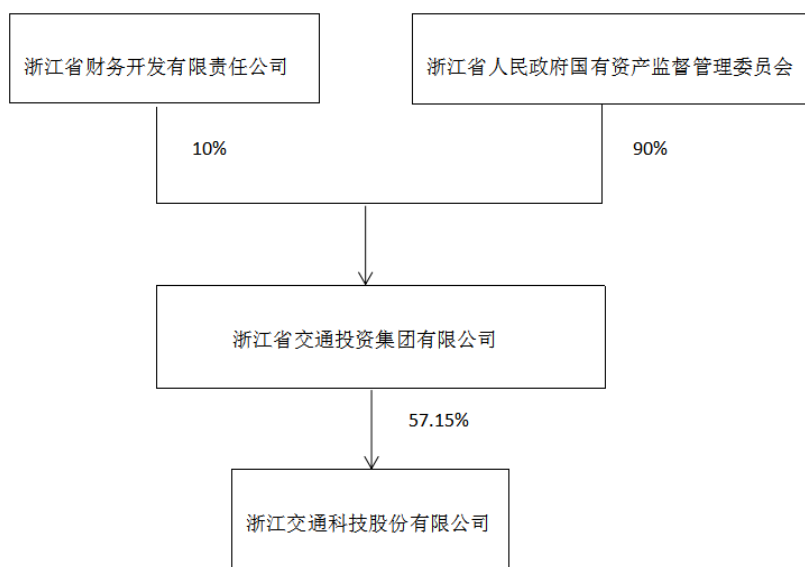 浙江省财务开发有限责任公司
浙江省人民政府国有资产监督管理委员会
10%
90%
浙江省交通投资集团有限公司
57.15%
浙江交通科技股份有限公司